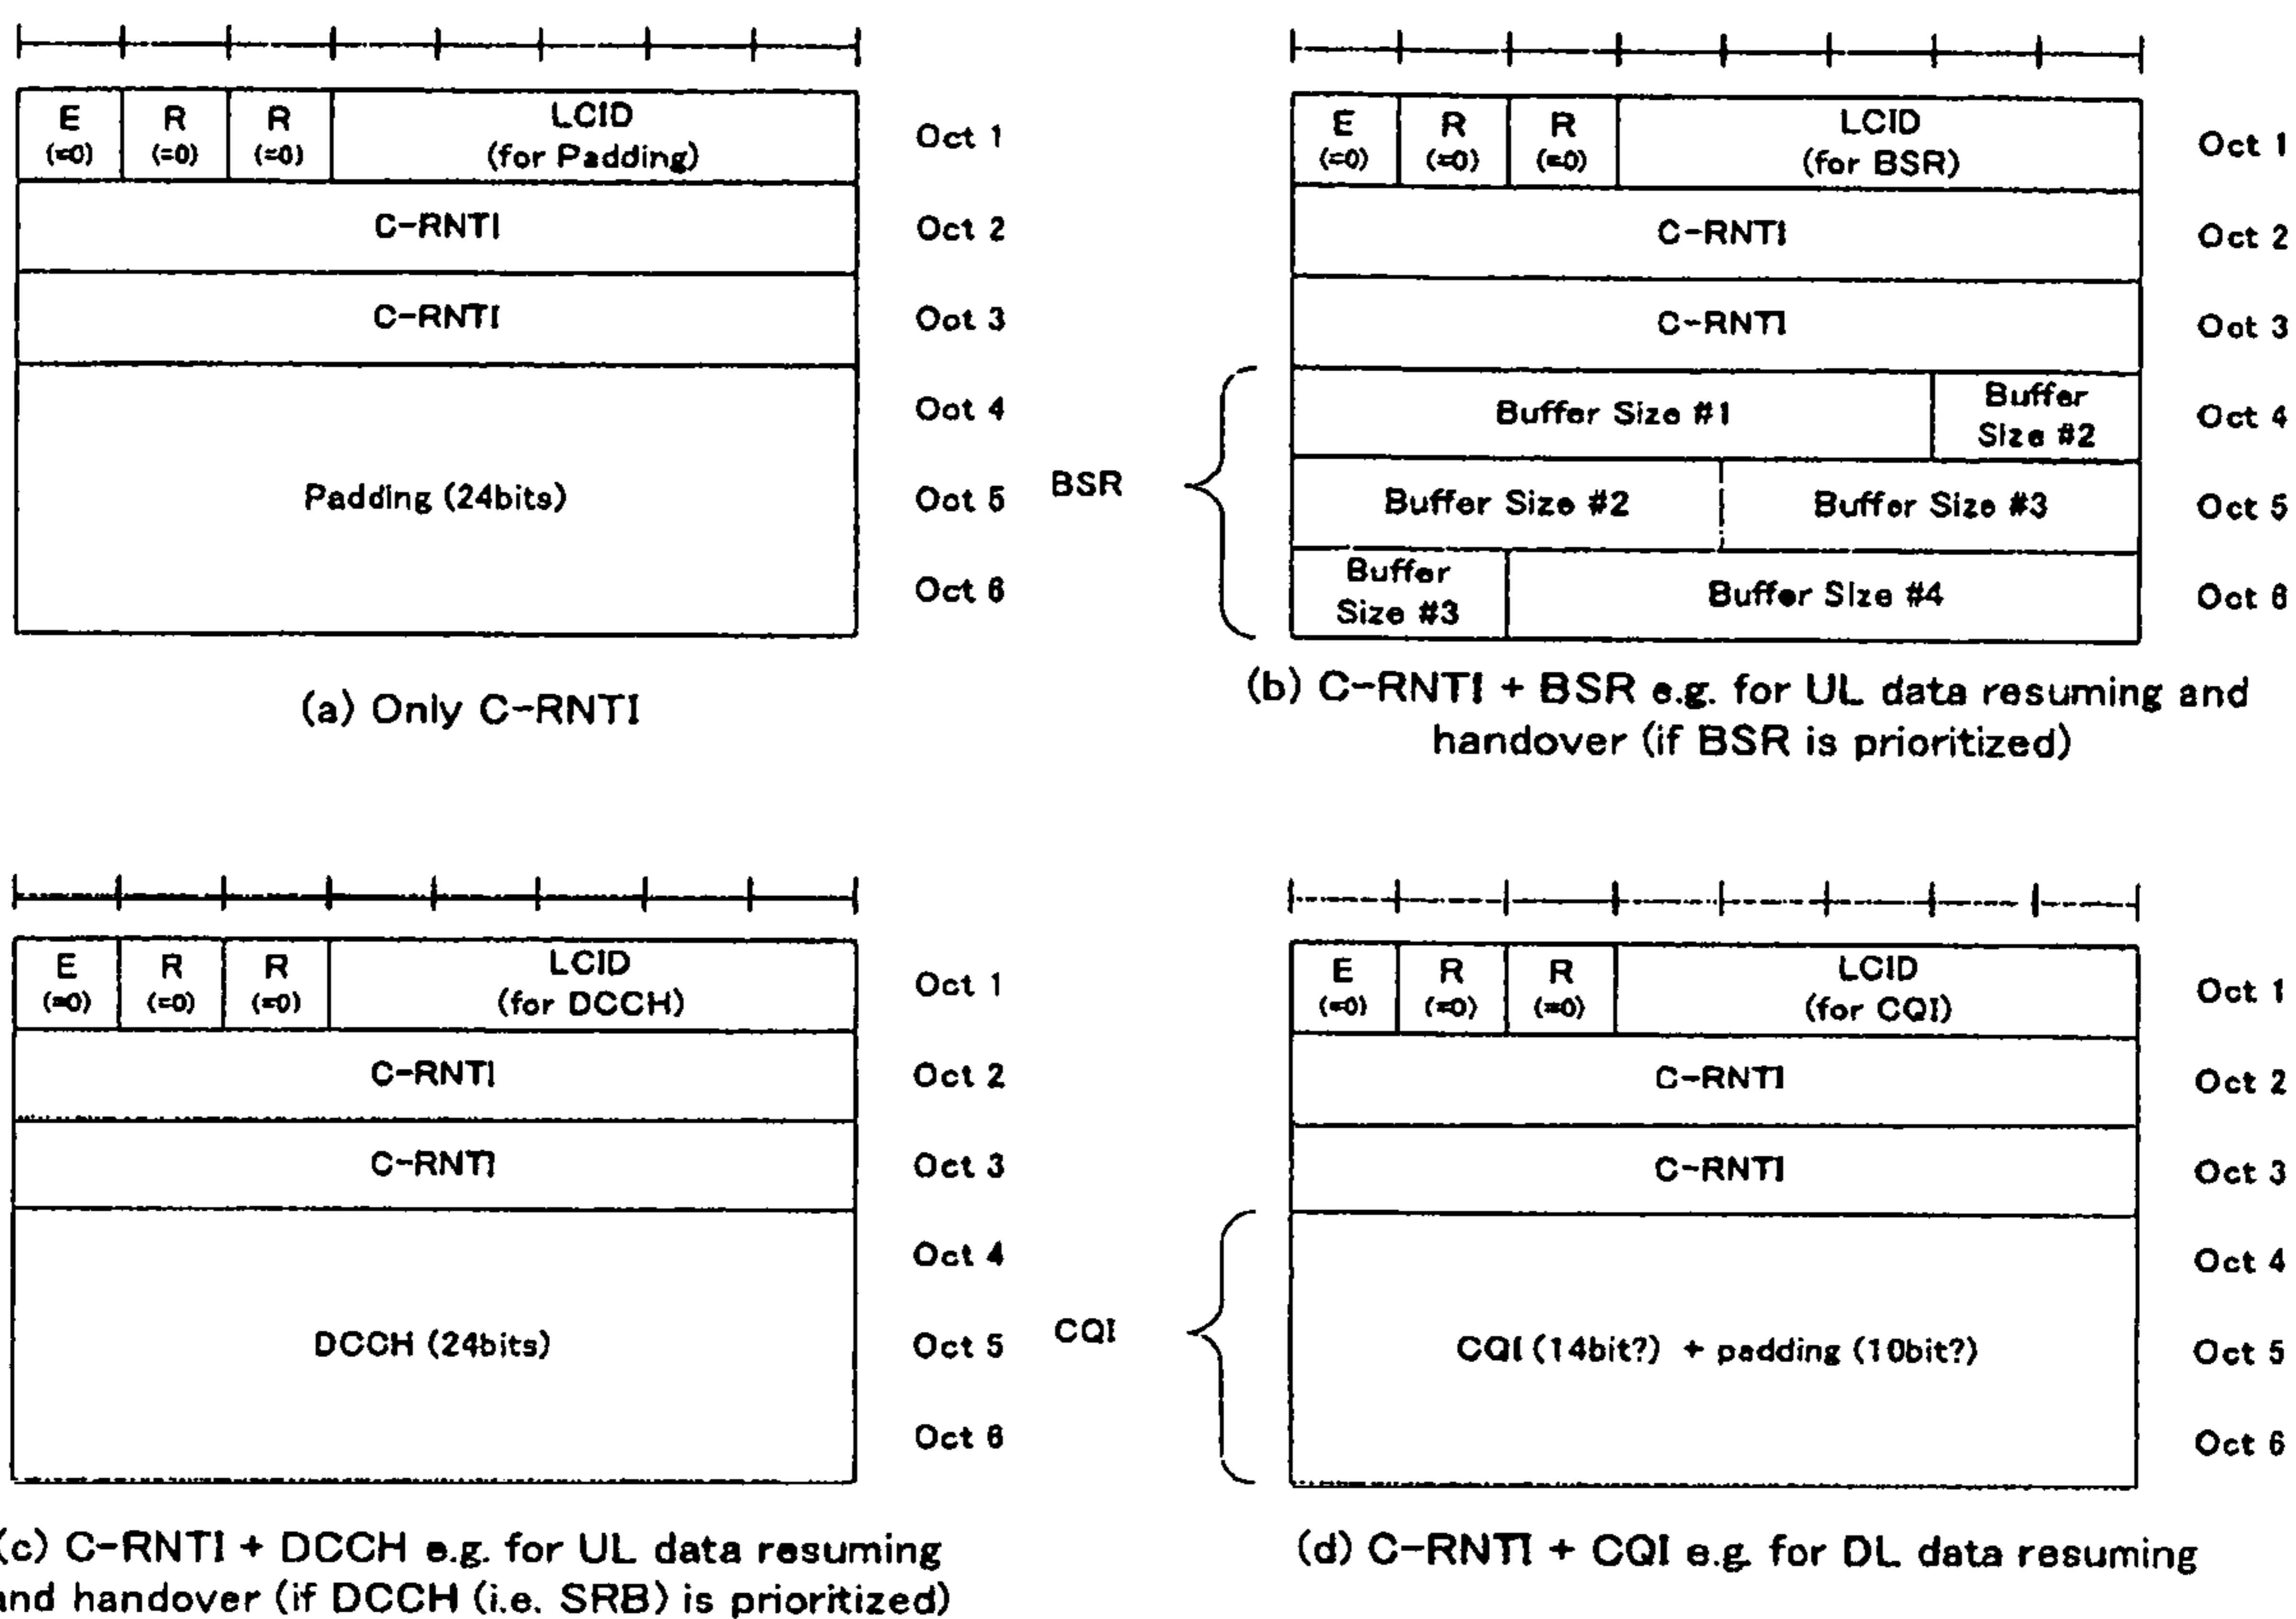 E R R LCID
(=0) (=0) (=0) (for Padding) Oct 1
C-RNTI Oct 2
C-RNTI Oct 3
Oct 4
Padding (24bits) Oct 5
Oct 6
(a) Only C-RNTI
E R R LCID
(=0) (=0) (=0) (for BSR) Oct 1
C-RNTI Oct 2
C-RNTI Oct 3
BSR
Buffer Size #1 Buffer Size #2 Oct 4
Buffer Size #2 Buffer Size #3 Oct 5
Buffer Size #3 Buffer Size #4 Oct 6
(b) C-RNTI + BSR e.g. for UL data resuming and
handover (if BSR is prioritized)
E R R LCID
(=0) (=0) (=0) (for DCCH) Oct 1
C-RNTI Oct 2
C-RNTI Oct 3
Oct 4
DCCH (24bits) Oct 5
Oct 6
(c) C-RNTI + DCCH e.g. for UL data resuming
and handover (if DCCH (i.e. SRB) is prioritized)
E R R LCID
(=0) (=0) (=0) (for CQI) Oct 1
C-RNTI Oct 2
C-RNTI Oct 3
CQI
Oct 4
CQI (14bit?) + padding (10bit?) Oct 5
Oct 6
(d) C-RNTI + CQI e.g. for DL data resuming